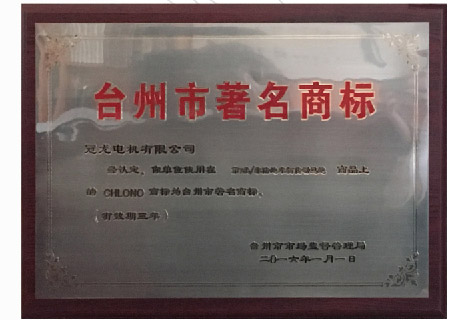 台州市著名商标
冠龙电机有限公司
经认定，你单位使用在 商品上
的 CHLONG 商标为台州市著名商标。
（有效期三年）
台州市市场监督管理局
二〇一六年一月一日